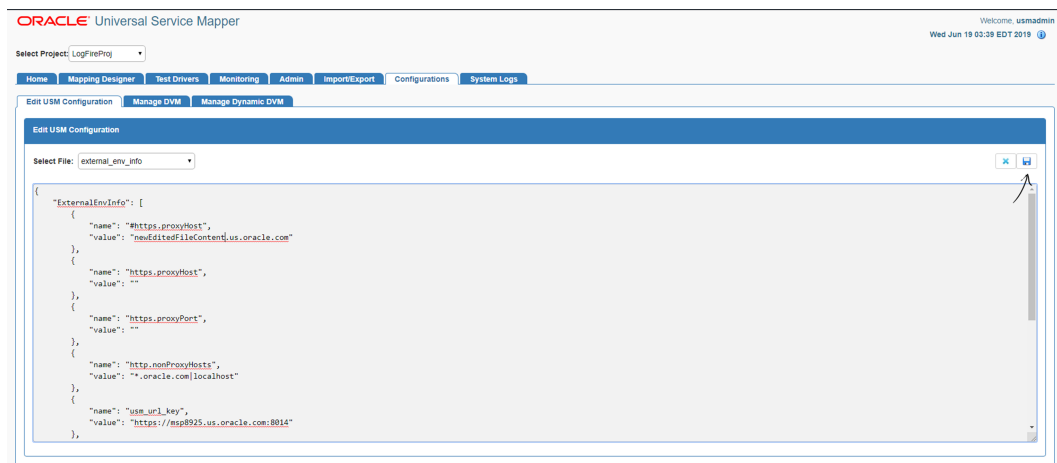 ORACLE® Universal Service Mapper
Welcome, usmadmin
Wed Jun 19 03:39 EDT 2019
Select Project: LogFireProj
Home Mapping Designer Test Drivers Monitoring Admin Import/Export Configurations System Logs
Edit USM Configuration Manage DVM Manage Dynamic DVM
Edit USM Configuration
Select File: external_env_info
{
"ExternalEnvInfo": [
{
"name": "#https.proxyHost",
"value": "newEditedFileContent.us.oracle.com"
},
{
"name": "https.proxyHost",
"value": ""
},
{
"name": "https.proxyPort",
"value": ""
},
{
"name": "http.nonProxyHosts",
"value": "*.oracle.com|localhost"
},
{
"name": "usm_url_key",
"value": "https://msp8925.us.oracle.com:8014"
},